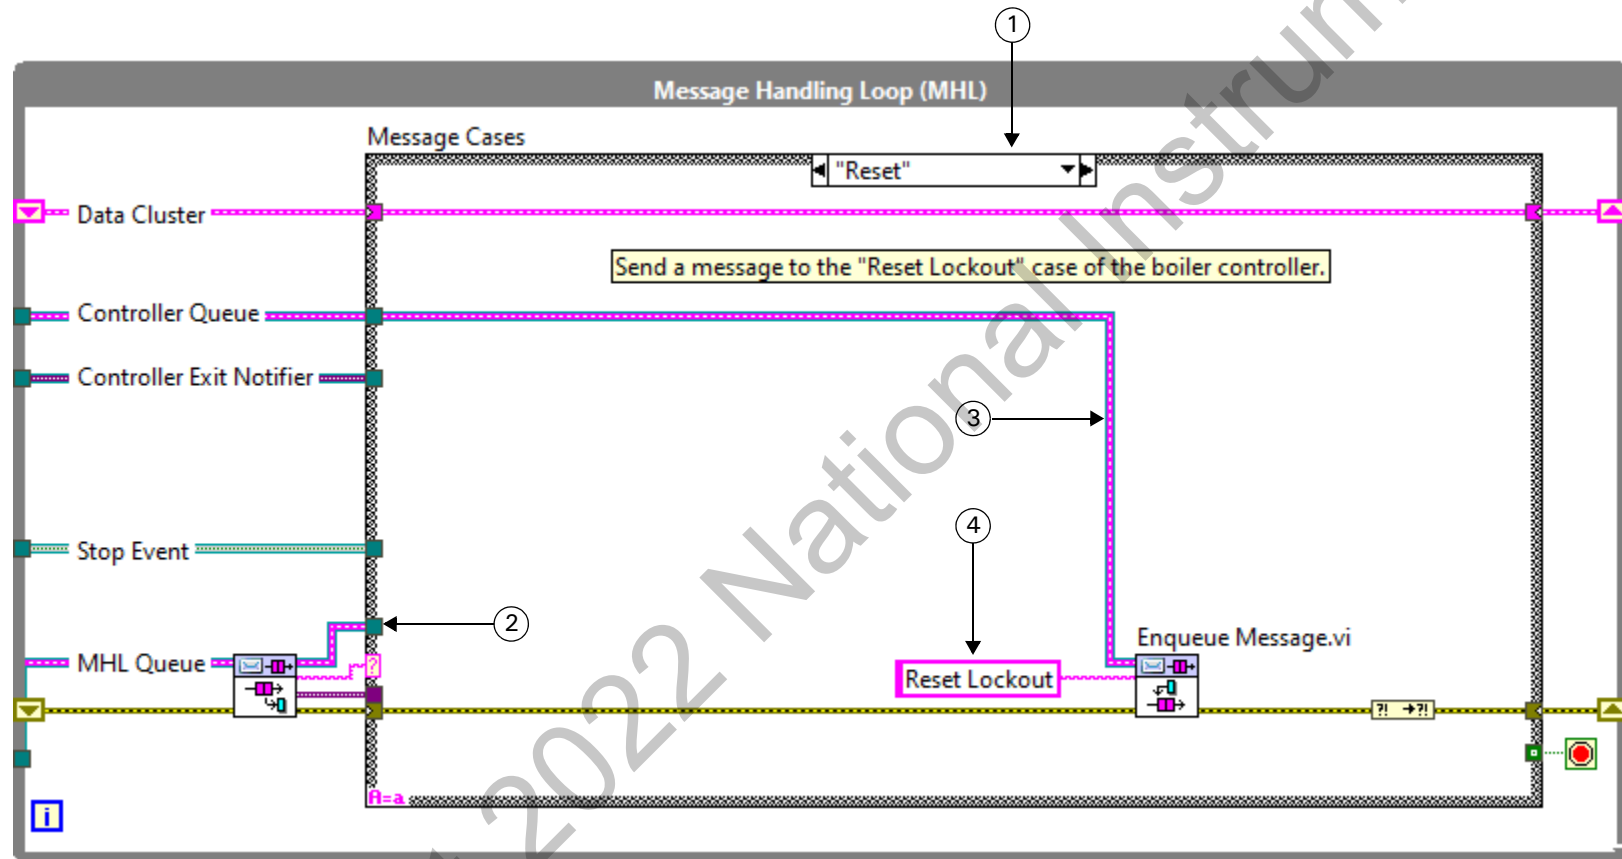 1
Message Handling Loop (MHL)
Message Cases
"Reset"
Data Cluster
Send a message to the "Reset Lockout" case of the boiler controller.
Controller Queue
Controller Exit Notifier
3
4
Stop Event
2
Enqueue Message.vi
MHL Queue
?
Reset Lockout
?! ?!
A=a
i
2022 National Instrum